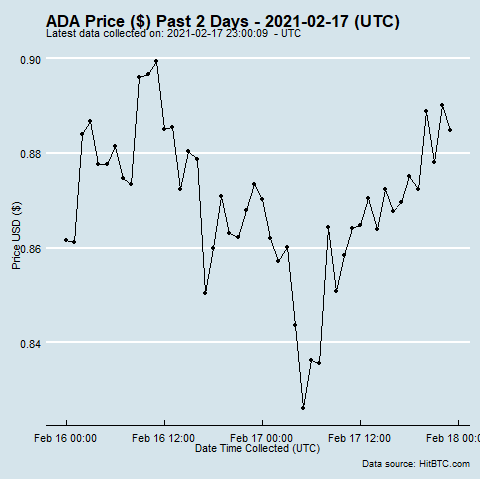 ADA Price ($) Past 2 Days - 2021-02-17 (UTC)
Latest data collected on: 2021-02-17 23:00:09 - UTC
0.90
0.88
0.86
0.84
Price USD ($)
Feb 16 00:00 Feb 16 12:00 Feb 17 00:00 Feb 17 12:00 Feb 18 00:00
Date Time Collected (UTC)
Data source: HitBTC.com